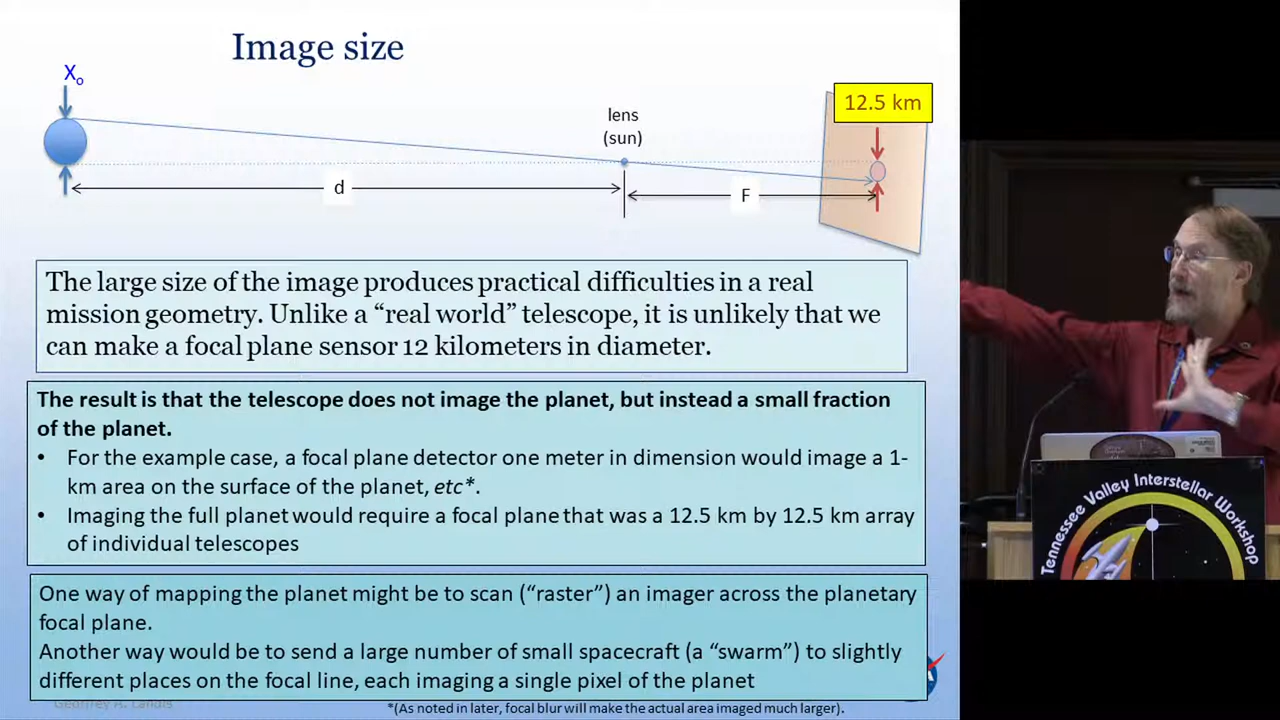 Image size
Xo
12.5 km
lens
(sun)
d
F
The large size of the image produces practical difficulties in a real
mission geometry. Unlike a “real world” telescope, it is unlikely that we
can make a focal plane sensor 12 kilometers in diameter.
The result is that the telescope does not image the planet, but instead a small fraction
of the planet.
• For the example case, a focal plane detector one meter in dimension would image a 1-
km area on the surface of the planet, etc*.
• Imaging the full planet would require a focal plane that was a 12.5 km by 12.5 km array
of individual telescopes
One way of mapping the planet might be to scan (“raster”) an imager across the planetary
focal plane.
Another way would be to send a large number of small spacecraft (a “swarm”) to slightly
different places on the focal line, each imaging a single pixel of the planet
Geoffrey A. Landis
*(As noted in later, focal blur will make the actual area imaged much larger).
Tennessee Valley Interstellar Workshop